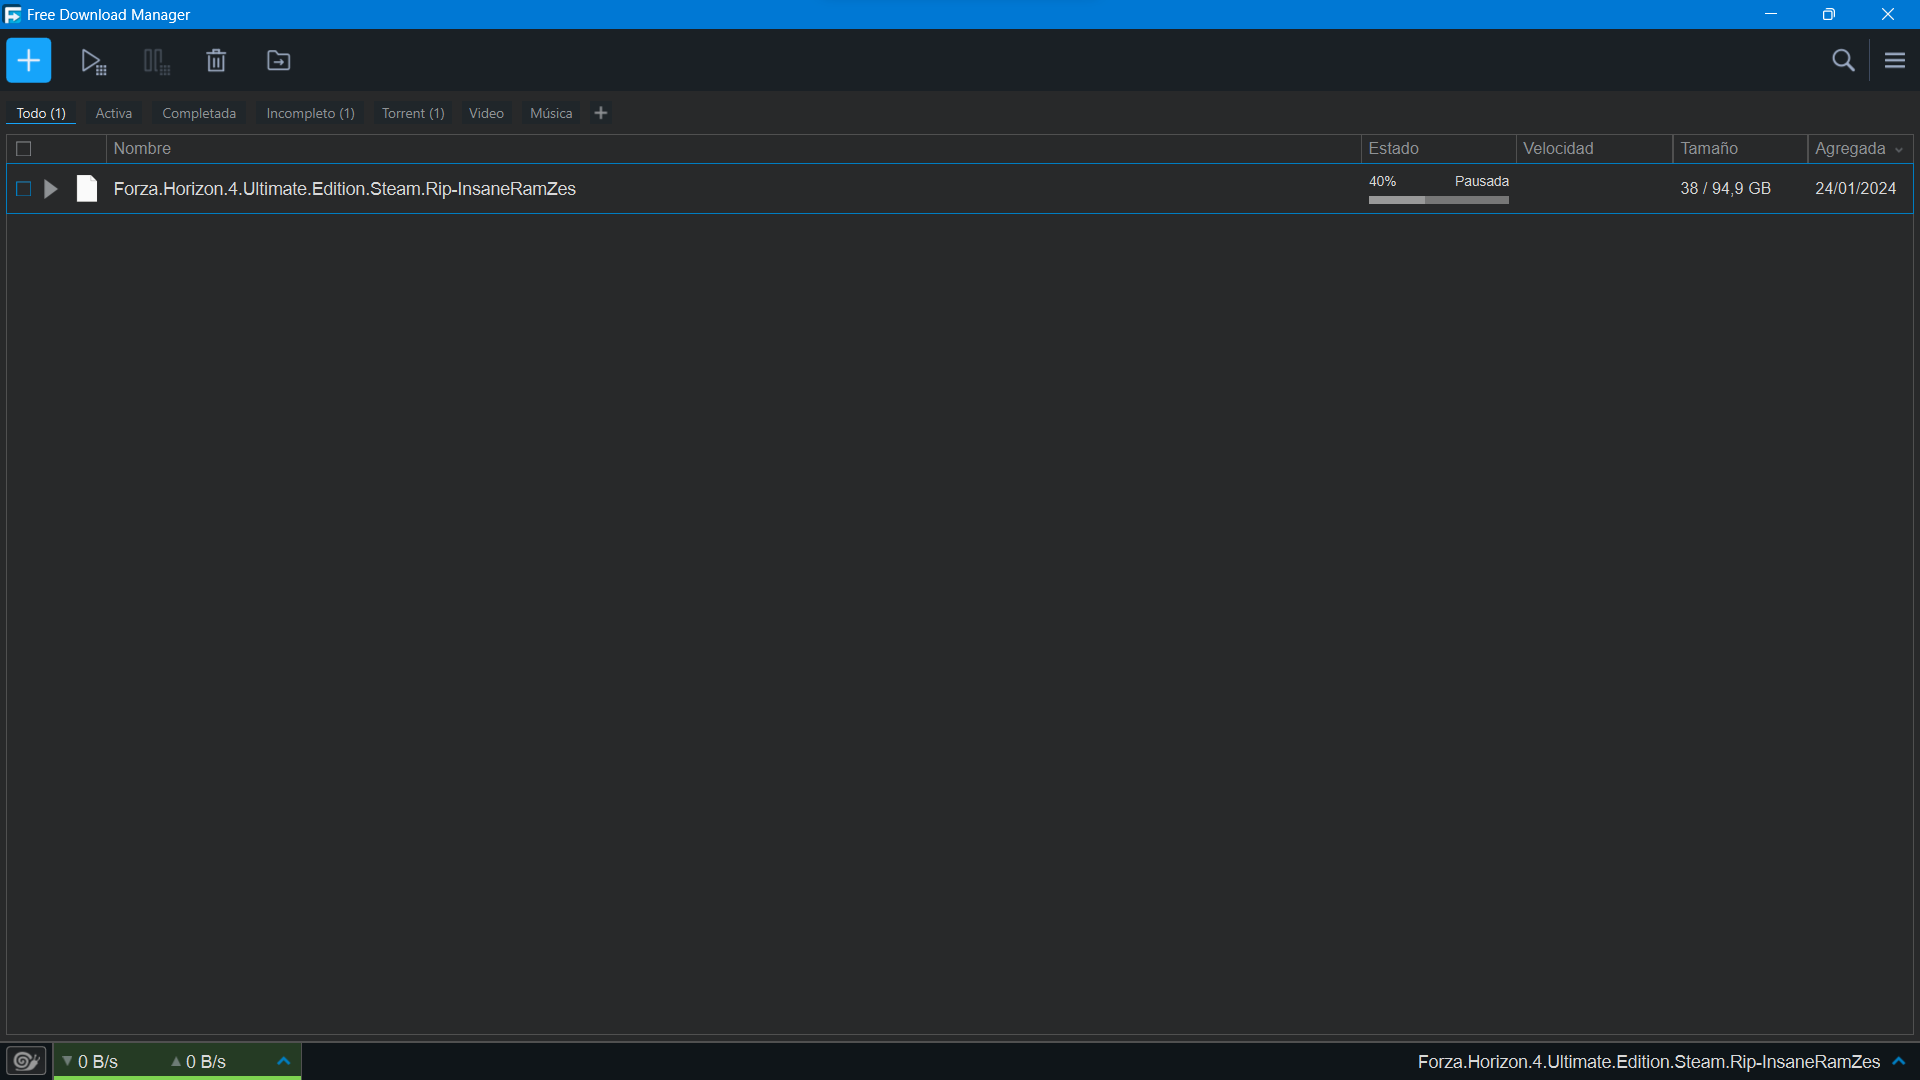 Free Download Manager
Todo (1) Activa Completada Incompleto (1) Torrent (1) Video Música
Nombre Estado Velocidad Tamaño Agregada
Forza.Horizon.4.Ultimate.Edition.Steam.Rip-InsaneRamZes 40% Pausada 38 / 94,9 GB 24/01/2024
0 B/s 0 B/s Forza.Horizon.4.Ultimate.Edition.Steam.Rip-InsaneRamZes